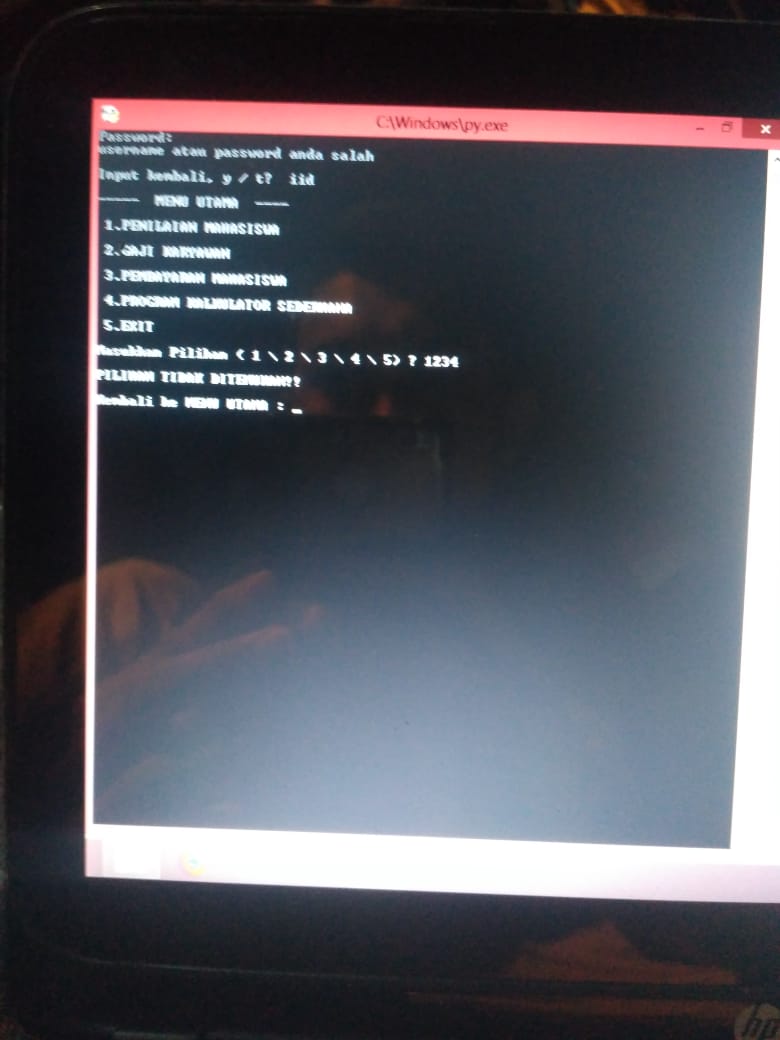 C:\Windows\py.exe
Password:
username atau password anda salah
Input kembali, y / t? iid
----- MENU UTAMA ----
1.PENILAIAN MAHASISWA
2.GAJI KARYAWAN
3.PEMBAYARAN MAHASISWA
4.PROGRAM KALKULATOR SEDERHANA
5.EXIT
Masukkan Pilihan ( 1 \ 2 \ 3 \ 4 \ 5) ? 1234
PILIHAN TIDAK DITEMUKAN??
Kembali ke MENU UTAMA : _
hp